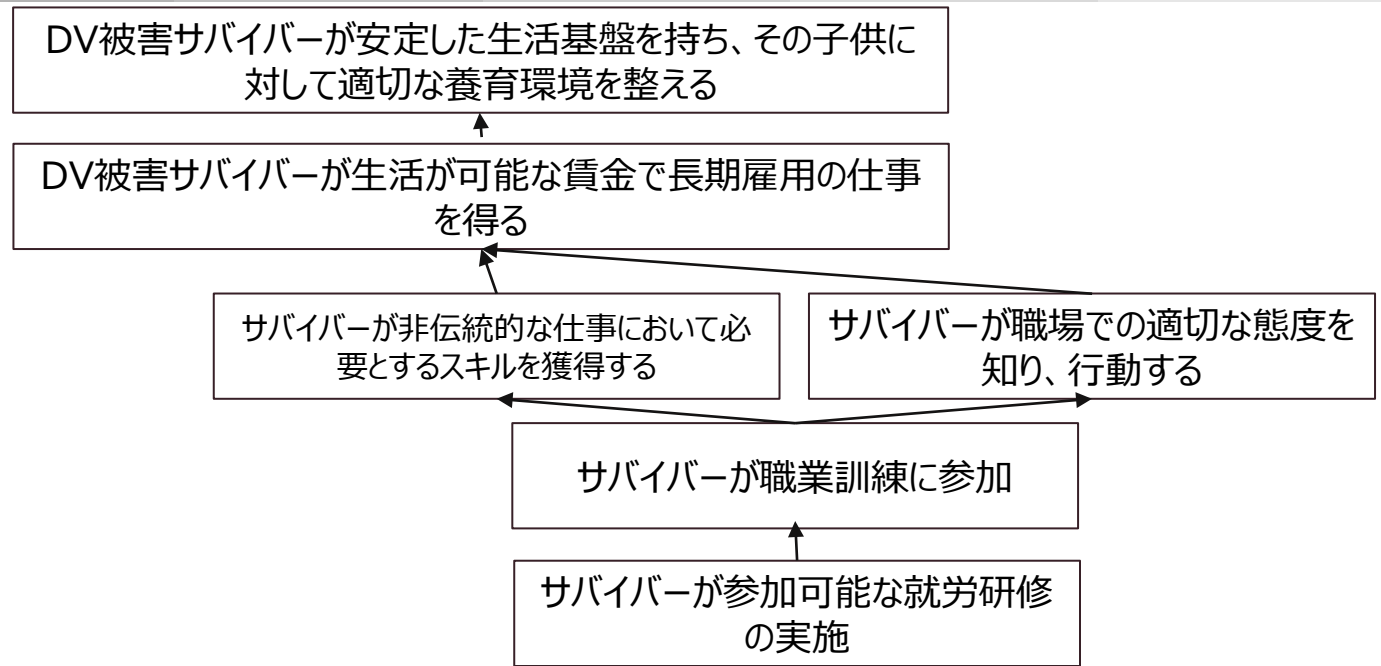 DV被害サバイバーが安定した生活基盤を持ち、その子供に
対して適切な養育環境を整える
DV被害サバイバーが生活が可能な賃金で長期雇用の仕事
を得る
サバイバーが非伝統的な仕事において必
要とするスキルを獲得する
サバイバーが職場での適切な態度を
知り、行動する
サバイバーが職業訓練に参加
サバイバーが参加可能な就労研修
の実施